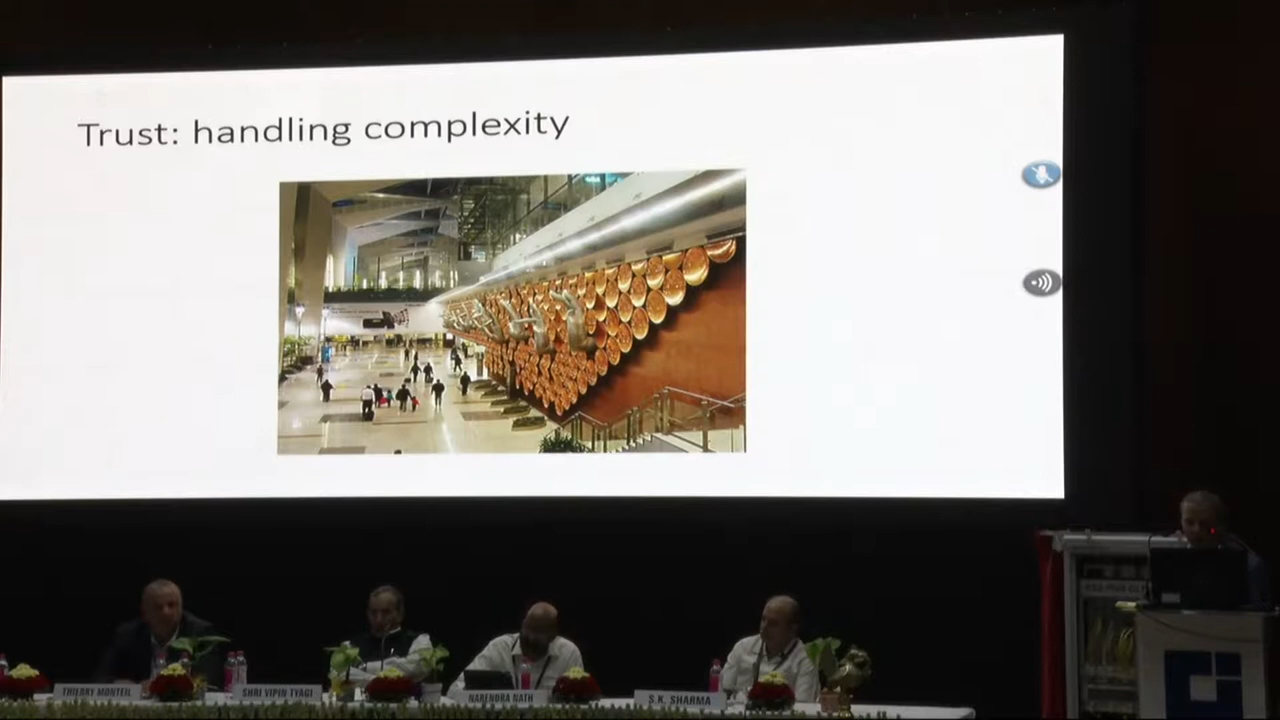 Trust: handling complexity
THIERRY MONTEIL
SHRI VIPIN TYAGI
NARENDRA NATH
S.K. SHARMA